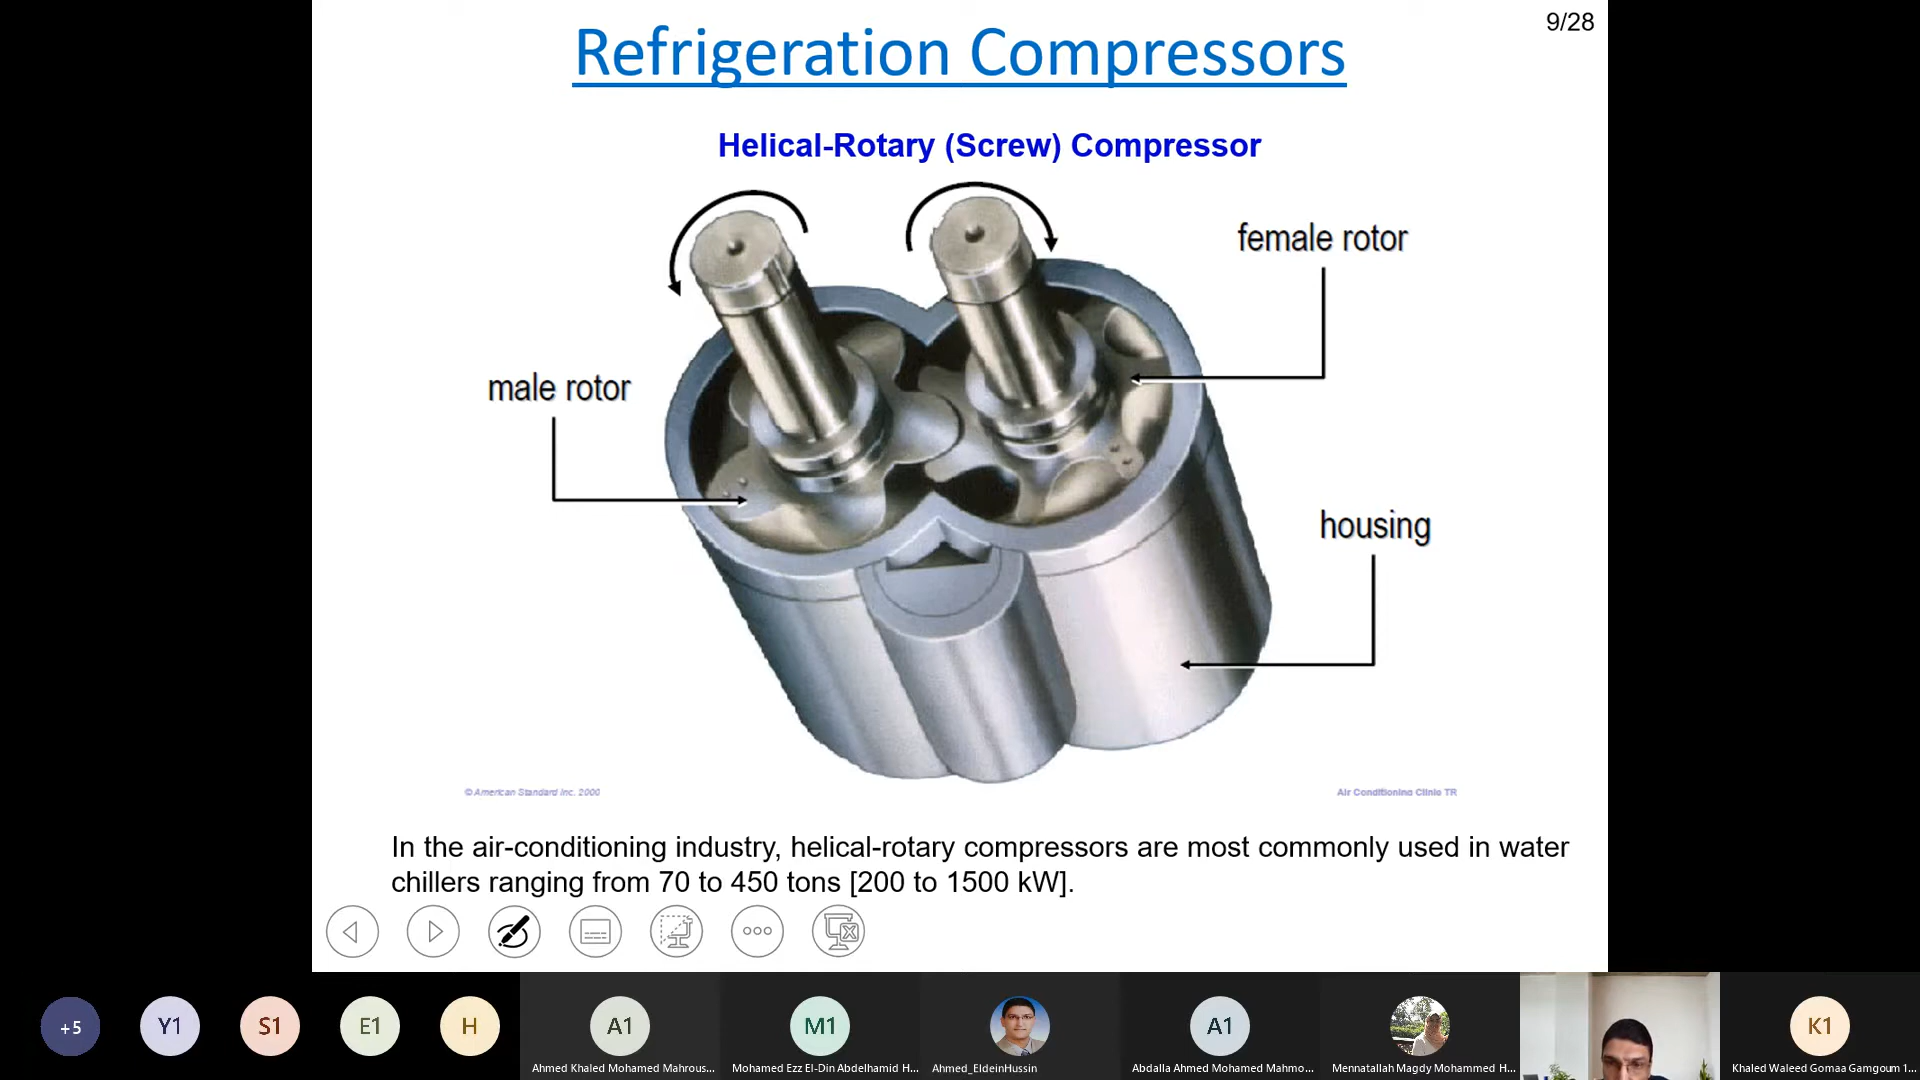 9/28
Refrigeration Compressors
Helical-Rotary (Screw) Compressor
female rotor
male rotor
housing
© American Standard Inc. 2000
Air Conditioning Clinic TR
In the air-conditioning industry, helical-rotary compressors are most commonly used in water
chillers ranging from 70 to 450 tons [200 to 1500 kW].
+5
Y1
S1
E1
H
A1
M1
A1
K1
Ahmed Khaled Mohamed Mahrous...
Mohamed Ezz El-Din Abdelhamid H...
Ahmed_EldeinHussin
Abdalla Ahmed Mohamed Mahmo...
Mennatallah Magdy Mohammed H...
Khaled Waleed Gomaa Gamgoum 1...